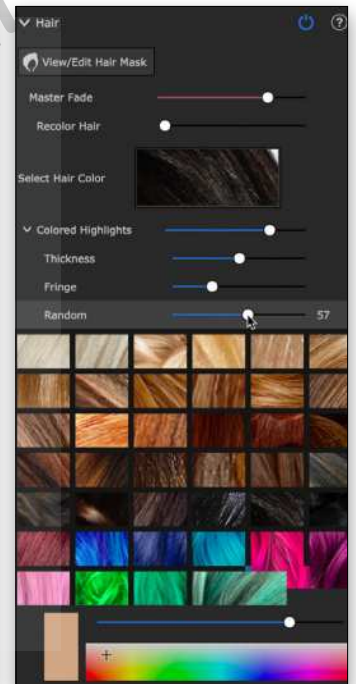 Hair
?
View/Edit Hair Mask
Master Fade
Recolor Hair
Select Hair Color
Colored Highlights
Thickness
Fringe
Random 57